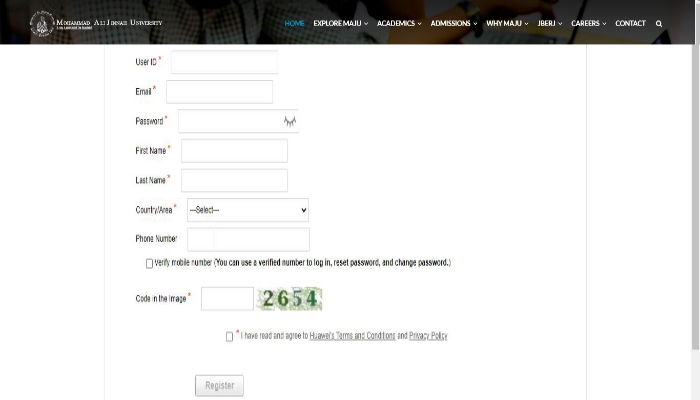 Mohammad Ali Jinnah University
HOME EXPLORE MAJU ACADEMICS ADMISSIONS WHY MAJU JBERJ CAREERS CONTACT
User ID *
Email *
Password *
First Name *
Last Name *
Country/Area * ---Select---
Phone Number
Verify mobile number (You can use a verified number to log in, reset password, and change password.)
Code in the Image * 2654
* I have read and agree to Huawei's Terms and Conditions and Privacy Policy
Register